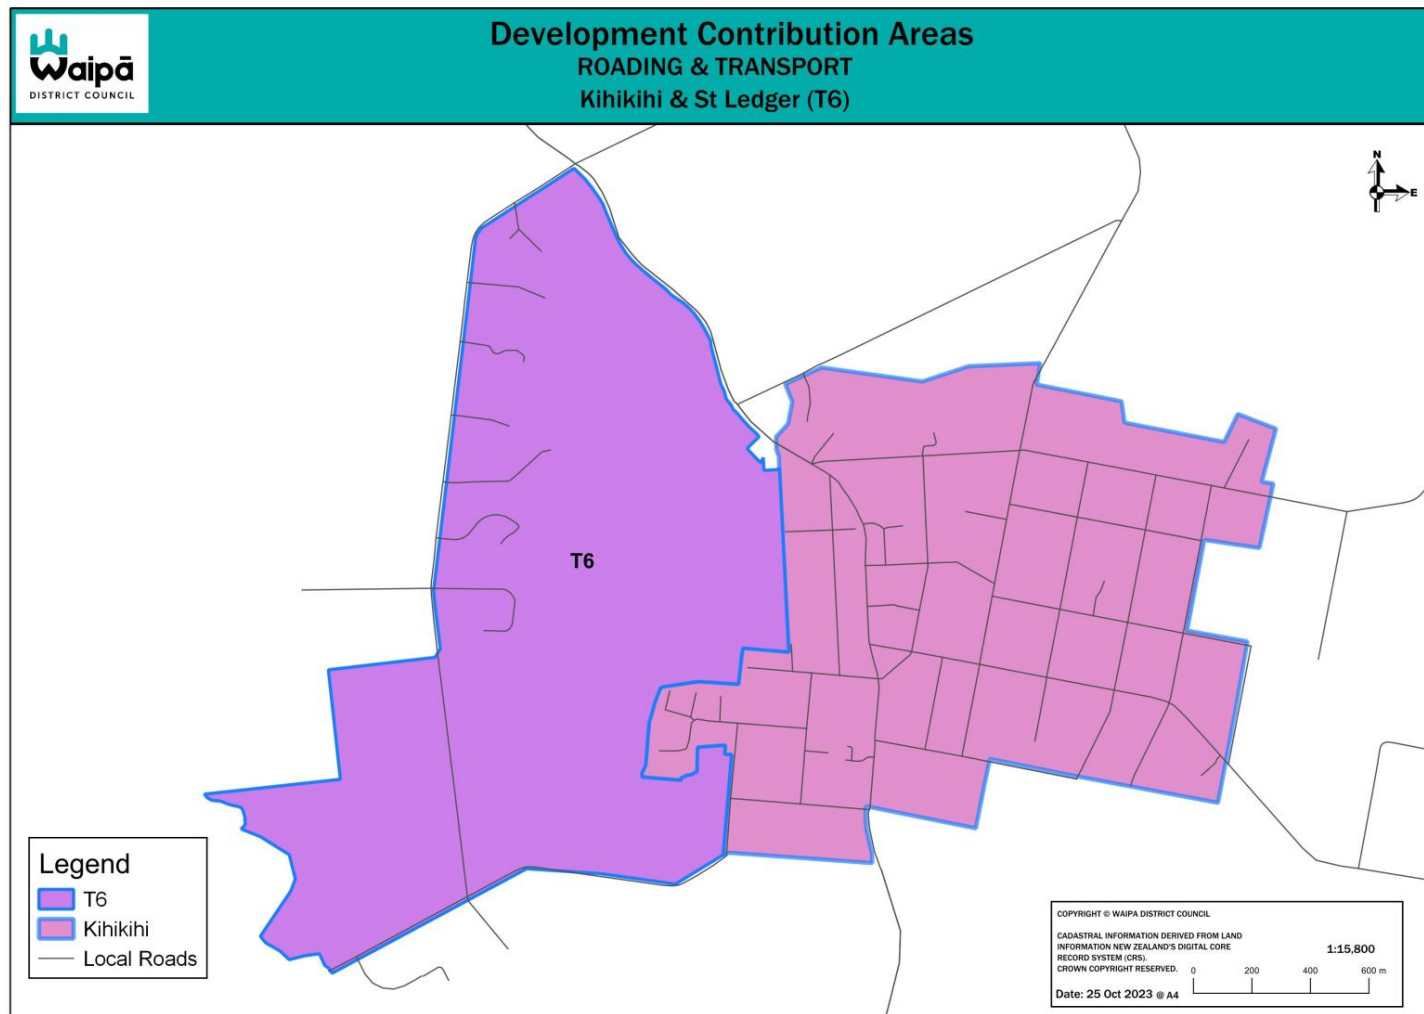 Waipā
DISTRICT COUNCIL
Development Contribution Areas
ROADING & TRANSPORT
Kihikihi & St Ledger (T6)
N
E
T6
Legend
T6
Kihikihi
Local Roads
COPYRIGHT © WAIPA DISTRICT COUNCIL
CADASTRAL INFORMATION DERIVED FROM LAND
INFORMATION NEW ZEALAND'S DIGITAL CORE
RECORD SYSTEM (CRS).
CROWN COPYRIGHT RESERVED.
Date: 25 Oct 2023 @ A4
1:15,800
0 200 400 600 m